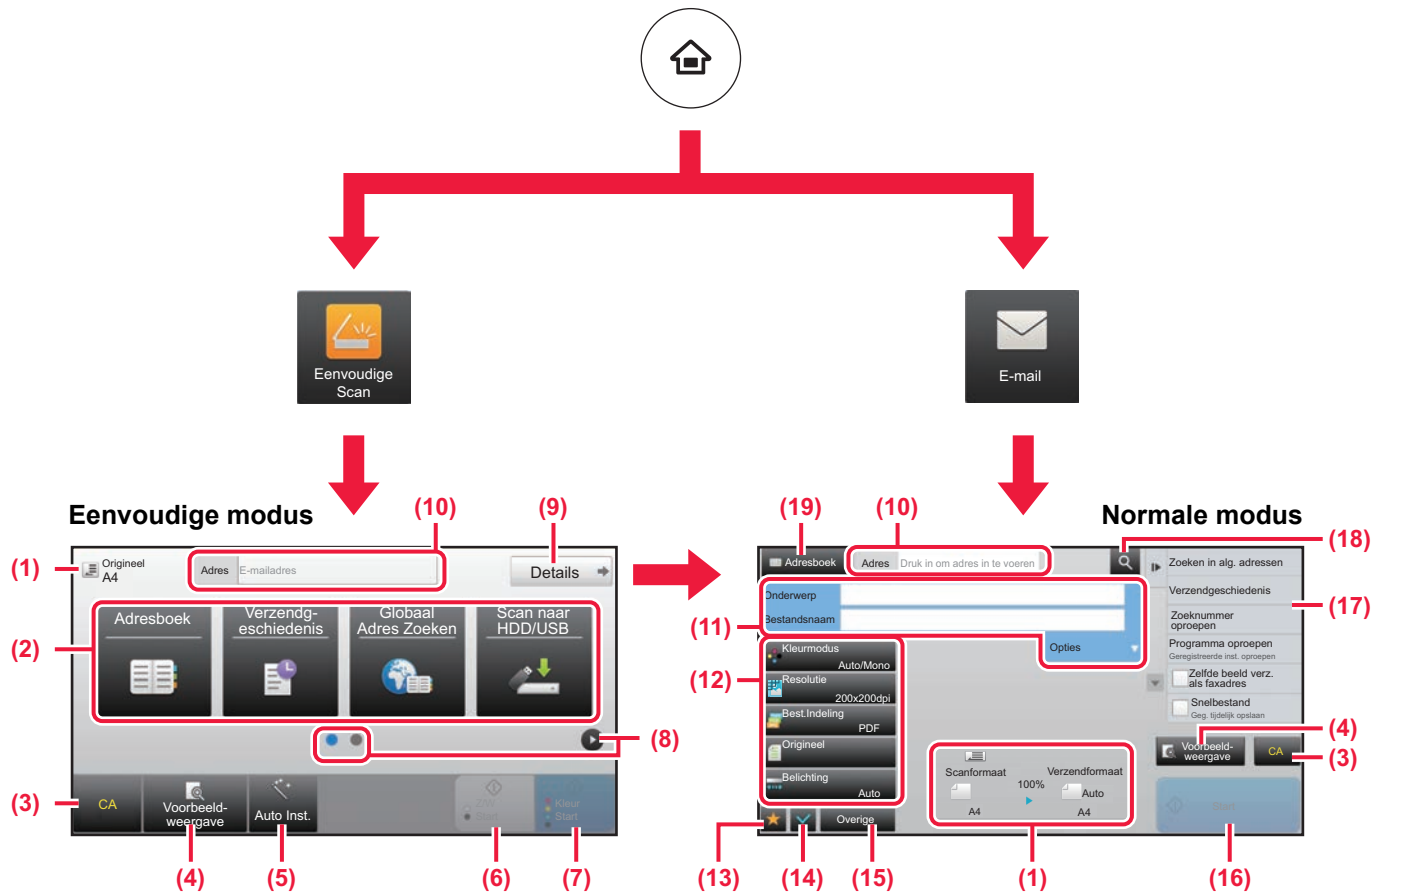 Eenvoudige
Scan
E-mail
Eenvoudige modus
(10)
(9)
(19)
(10)
Normale modus
(18)
(1)
Origineel
A4
Adres
E-mailadres
Details
Adresboek
Adres
Druk in om adres in te voeren
Zoeken in alg. adressen
Verzendgeschiedenis
(17)
Zoeknummer
oproepen
Programma oproepen
Geregistreerde inst. oproepen
Zelfde beeld verz.
als faxadres
Snelbestand
Geg. tijdelijk opslaan
(2)
Adresboek
Verzendg-
eschiedenis
Globaal
Adres Zoeken
Scan naar
HDD/USB
(11)
Onderwerp
Bestandsnaam
Opties
(12)
Kleurmodus
Auto/Mono
Resolutie
200x200dpi
Best.Indeling
PDF
Origineel
Belichting
Auto
(8)
(4)
Voorbeeld-
weergave
CA
(3)
Scanformaat
A4
100%
Verzendformaat
Auto
A4
(3)
CA
Voorbeeld-
weergave
Auto Inst.
Z/W
Start
Kleur
Start
Overige
Start
(4)
(5)
(6)
(7)
(13)
(14)
(15)
(1)
(16)